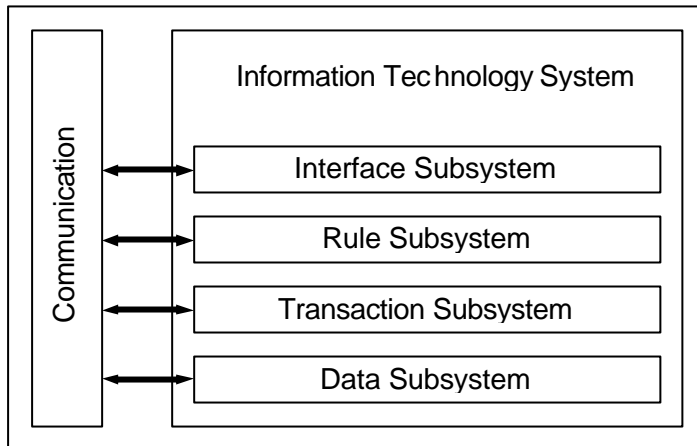 Communication
Information Technology System
Interface Subsystem
Rule Subsystem
Transaction Subsystem
Data Subsystem